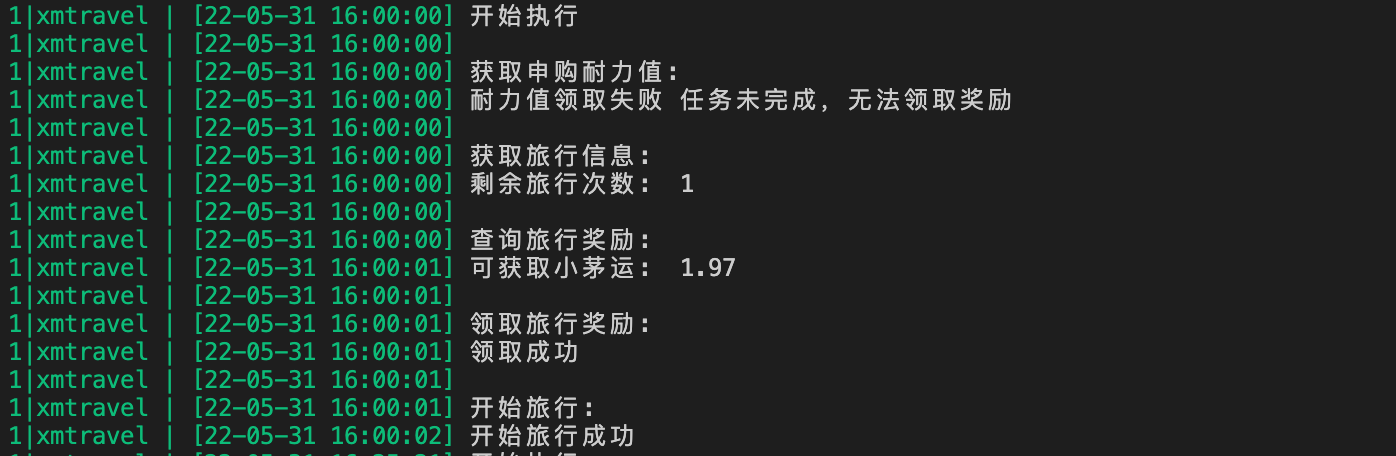 1|xmtravel | [22-05-31 16:00:00] 开始执行
1|xmtravel | [22-05-31 16:00:00]
1|xmtravel | [22-05-31 16:00:00] 获取申购耐力值:
1|xmtravel | [22-05-31 16:00:00] 耐力值领取失败 任务未完成，无法领取奖励
1|xmtravel | [22-05-31 16:00:00]
1|xmtravel | [22-05-31 16:00:00] 获取旅行信息:
1|xmtravel | [22-05-31 16:00:00] 剩余旅行次数: 1
1|xmtravel | [22-05-31 16:00:00]
1|xmtravel | [22-05-31 16:00:00] 查询旅行奖励:
1|xmtravel | [22-05-31 16:00:01] 可获取小茅运: 1.97
1|xmtravel | [22-05-31 16:00:01]
1|xmtravel | [22-05-31 16:00:01] 领取旅行奖励:
1|xmtravel | [22-05-31 16:00:01] 领取成功
1|xmtravel | [22-05-31 16:00:01]
1|xmtravel | [22-05-31 16:00:01] 开始旅行:
1|xmtravel | [22-05-31 16:00:02] 开始旅行成功